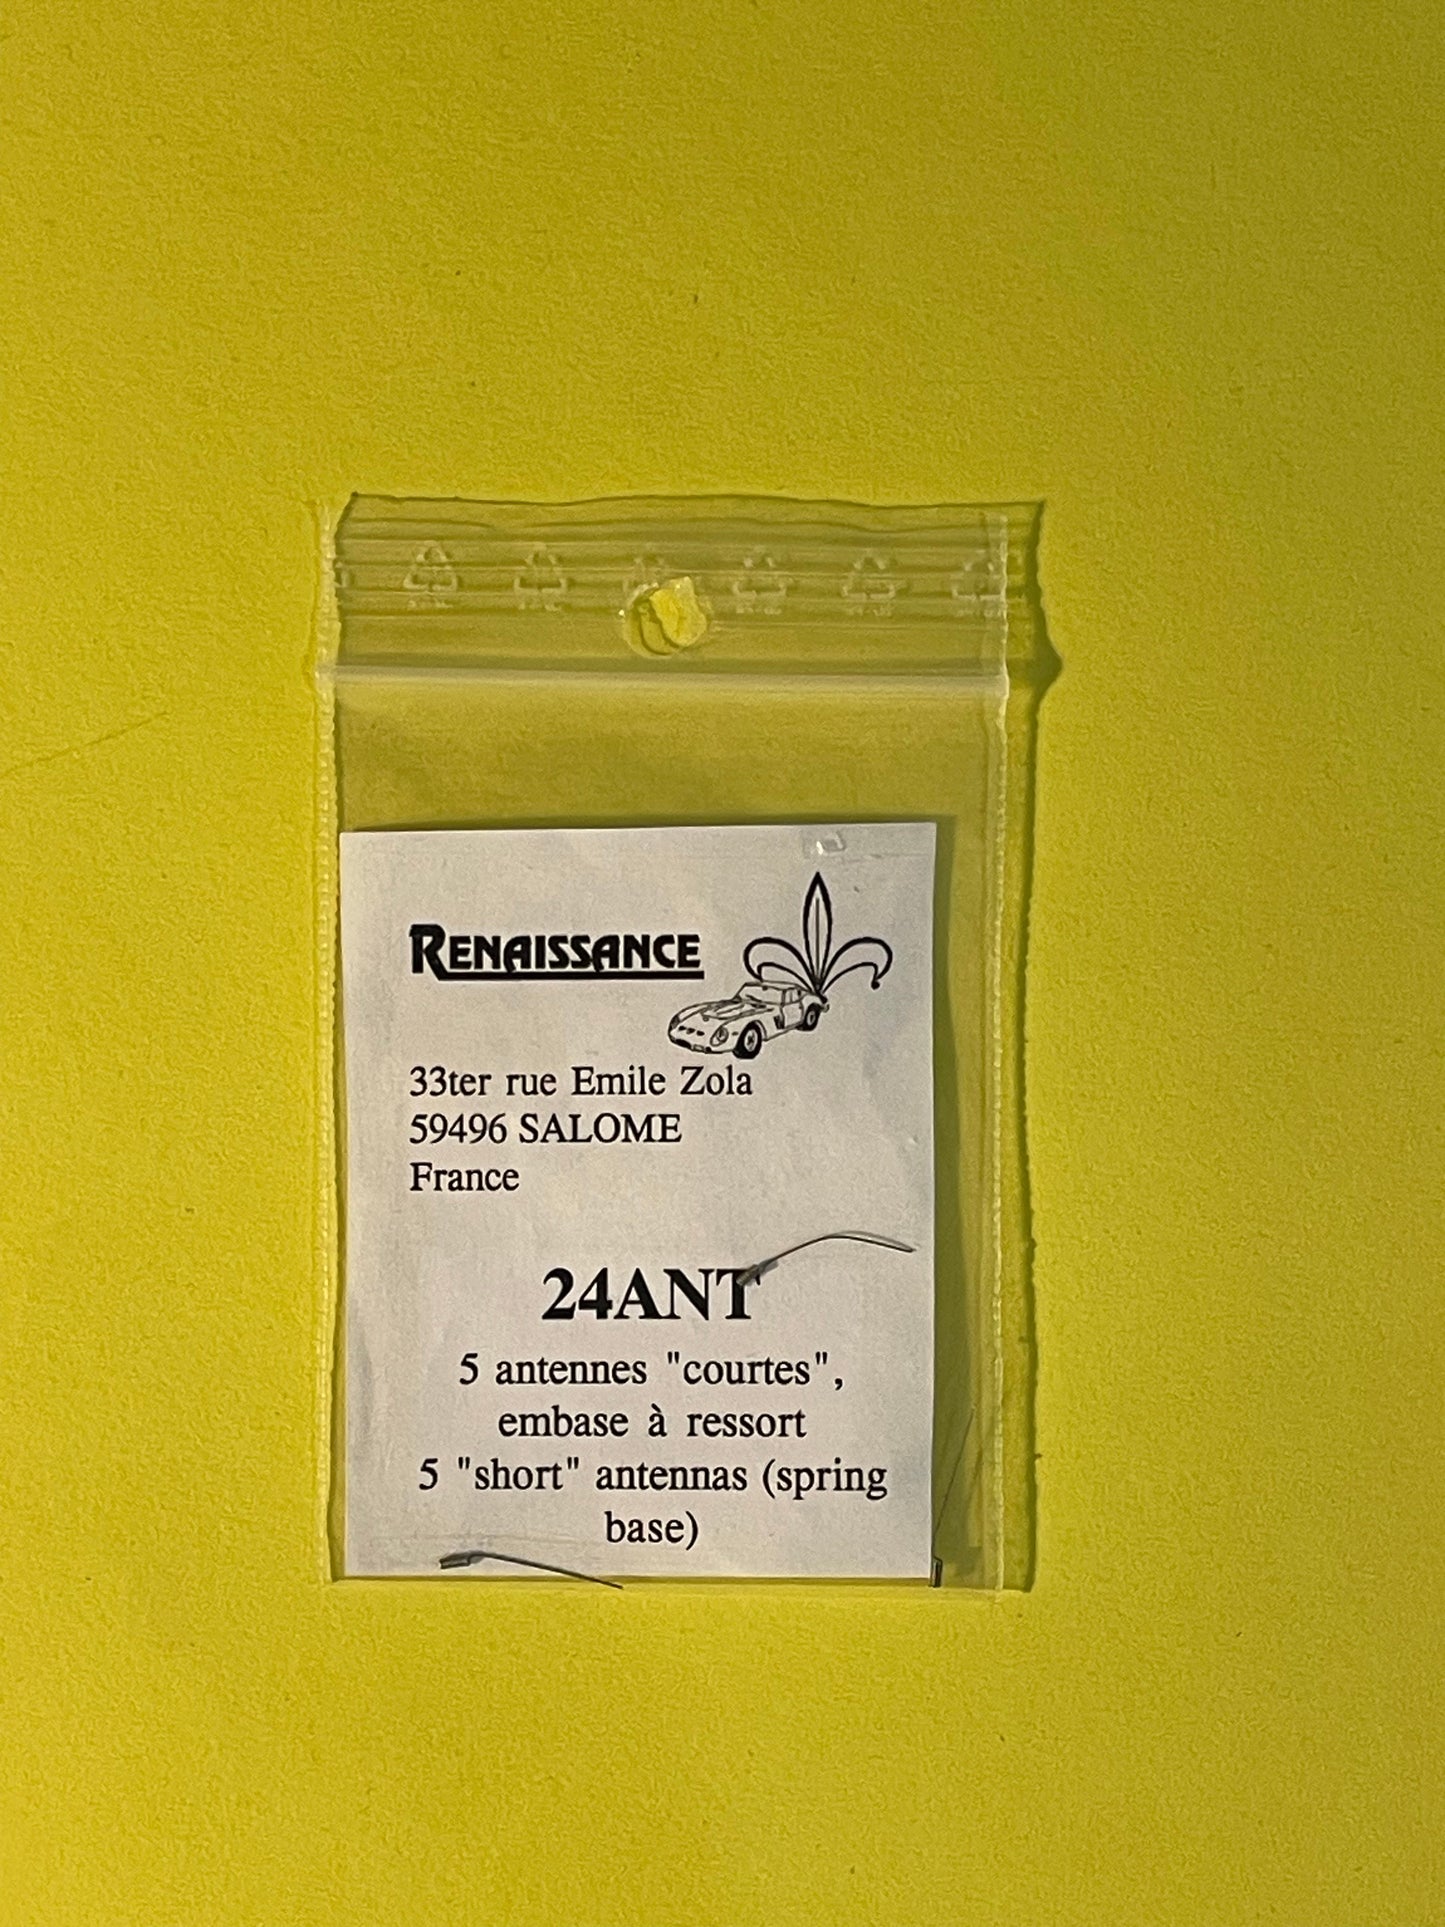 RENAISSANCE
33ter rue Emile Zola
59496 SALOME
France
24ANT
5 antennes "courtes",
embase à ressort
5 "short" antennas (spring
base)